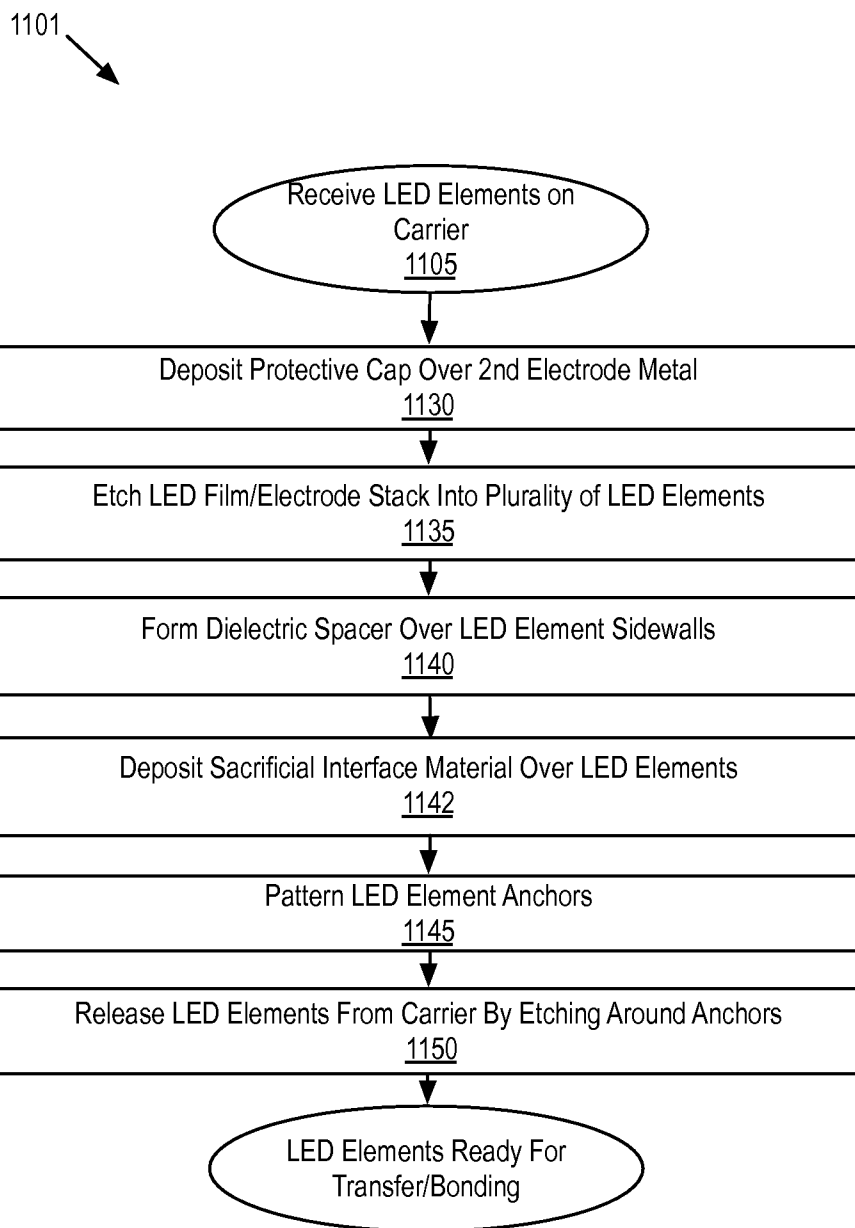 1101
Receive LED Elements on
Carrier
1105
Deposit Protective Cap Over 2nd Electrode Metal
1130
Etch LED Film/Electrode Stack Into Plurality of LED Elements
1135
Form Dielectric Spacer Over LED Element Sidewalls
1140
Deposit Sacrificial Interface Material Over LED Elements
1142
Pattern LED Element Anchors
1145
Release LED Elements From Carrier By Etching Around Anchors
1150
LED Elements Ready For
Transfer/Bonding